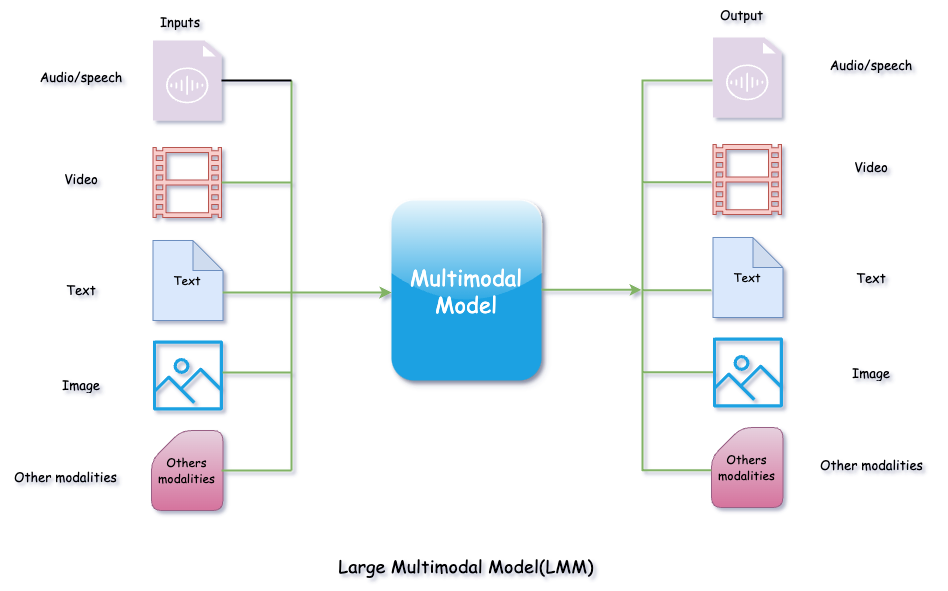 Inputs
Output
Audio/speech
Audio/speech
Video
Video
Text
Text
Multimodal
Model
Text
Text
Image
Image
Others
modalities
Other modalities
Others
modalities
Other modalities
Large Multimodal Model(LMM)